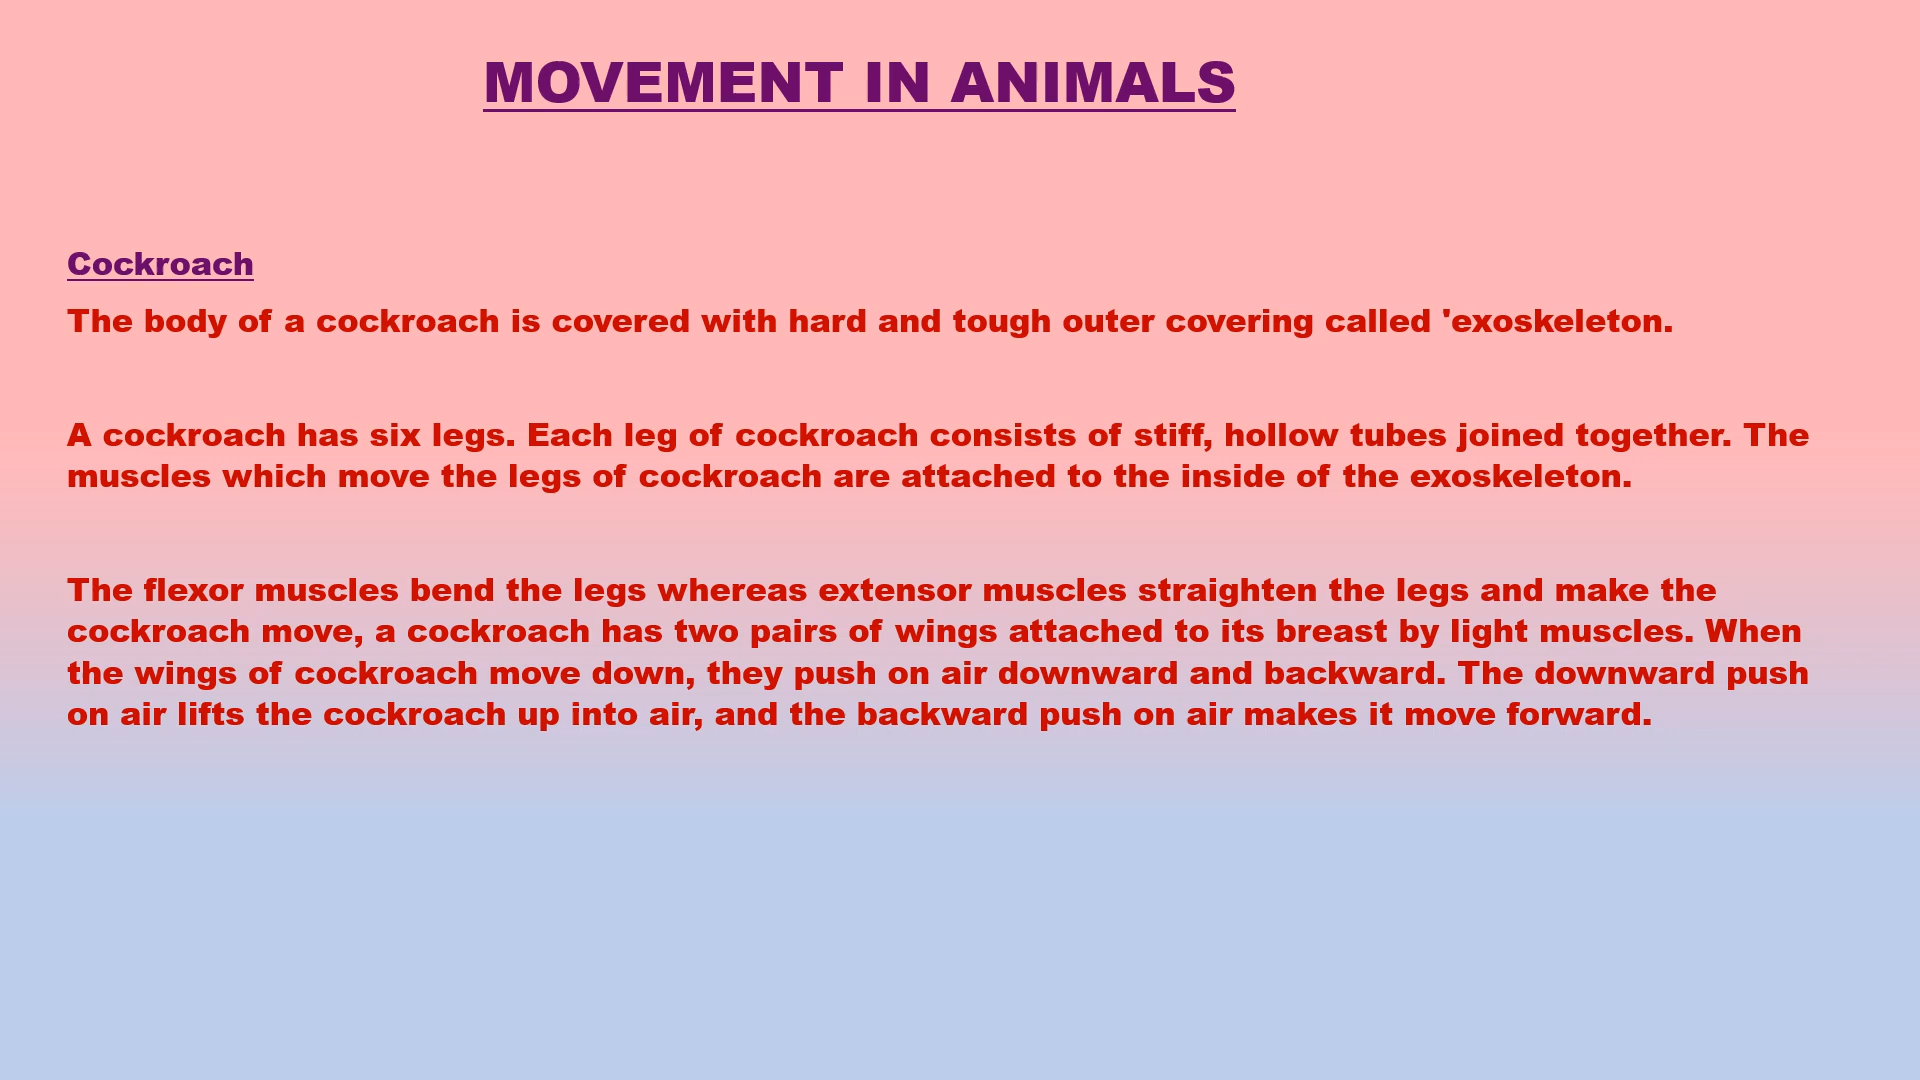 MOVEMENT IN ANIMALS
Cockroach
The body of a cockroach is covered with hard and tough outer covering called 'exoskeleton.
A cockroach has six legs. Each leg of cockroach consists of stiff, hollow tubes joined together. The
muscles which move the legs of cockroach are attached to the inside of the exoskeleton.
The flexor muscles bend the legs whereas extensor muscles straighten the legs and make the
cockroach move, a cockroach has two pairs of wings attached to its breast by light muscles. When
the wings of cockroach move down, they push on air downward and backward. The downward push
on air lifts the cockroach up into air, and the backward push on air makes it move forward.